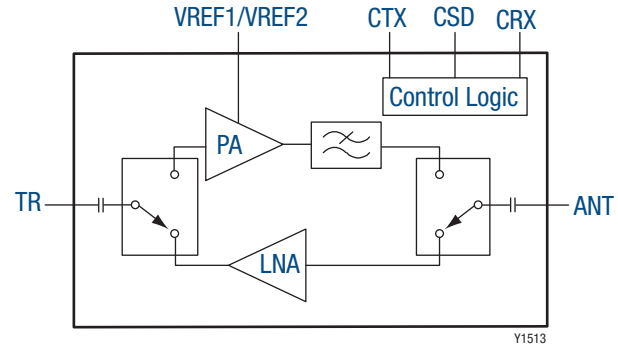 VREF1/VREF2 CTX CSD CRX
Control Logic
PA
TR
ANT
LNA
Y1513